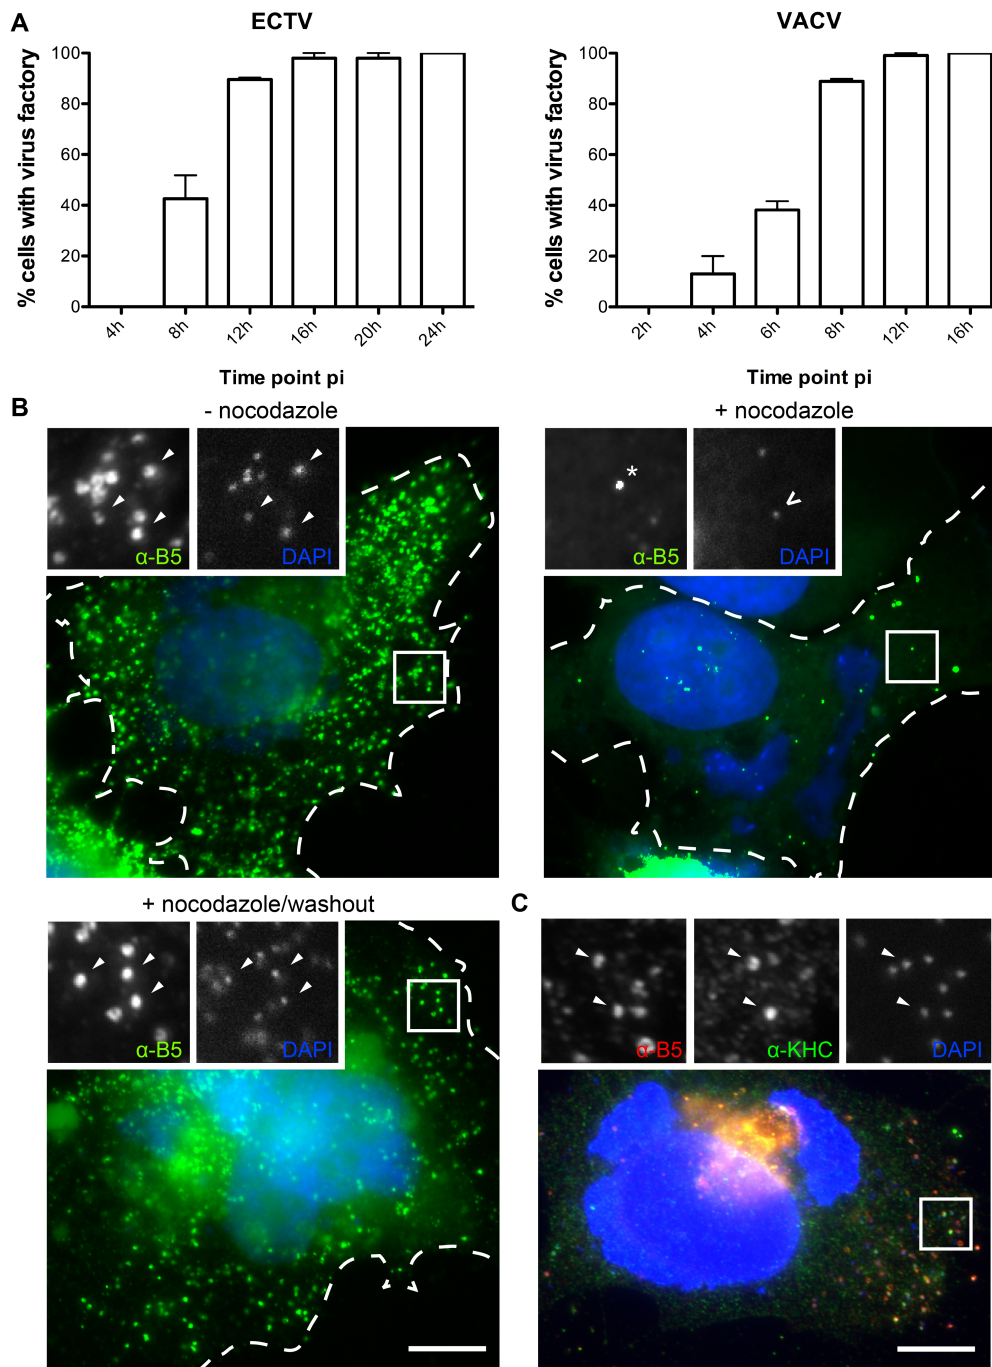 A
ECTV
% cells with virus factory
100
80
60
40
20
0
4h
8h
12h
16h
20h
24h
Time point pi
VACV
% cells with virus factory
100
80
60
40
20
0
2h
4h
6h
8h
12h
16h
Time point pi
B
- nocodazole
α-B5
DAPI
+ nocodazole
*
α-B5
DAPI
+ nocodazole/washout
α-B5
DAPI
C
α-B5
α-KHC
DAPI